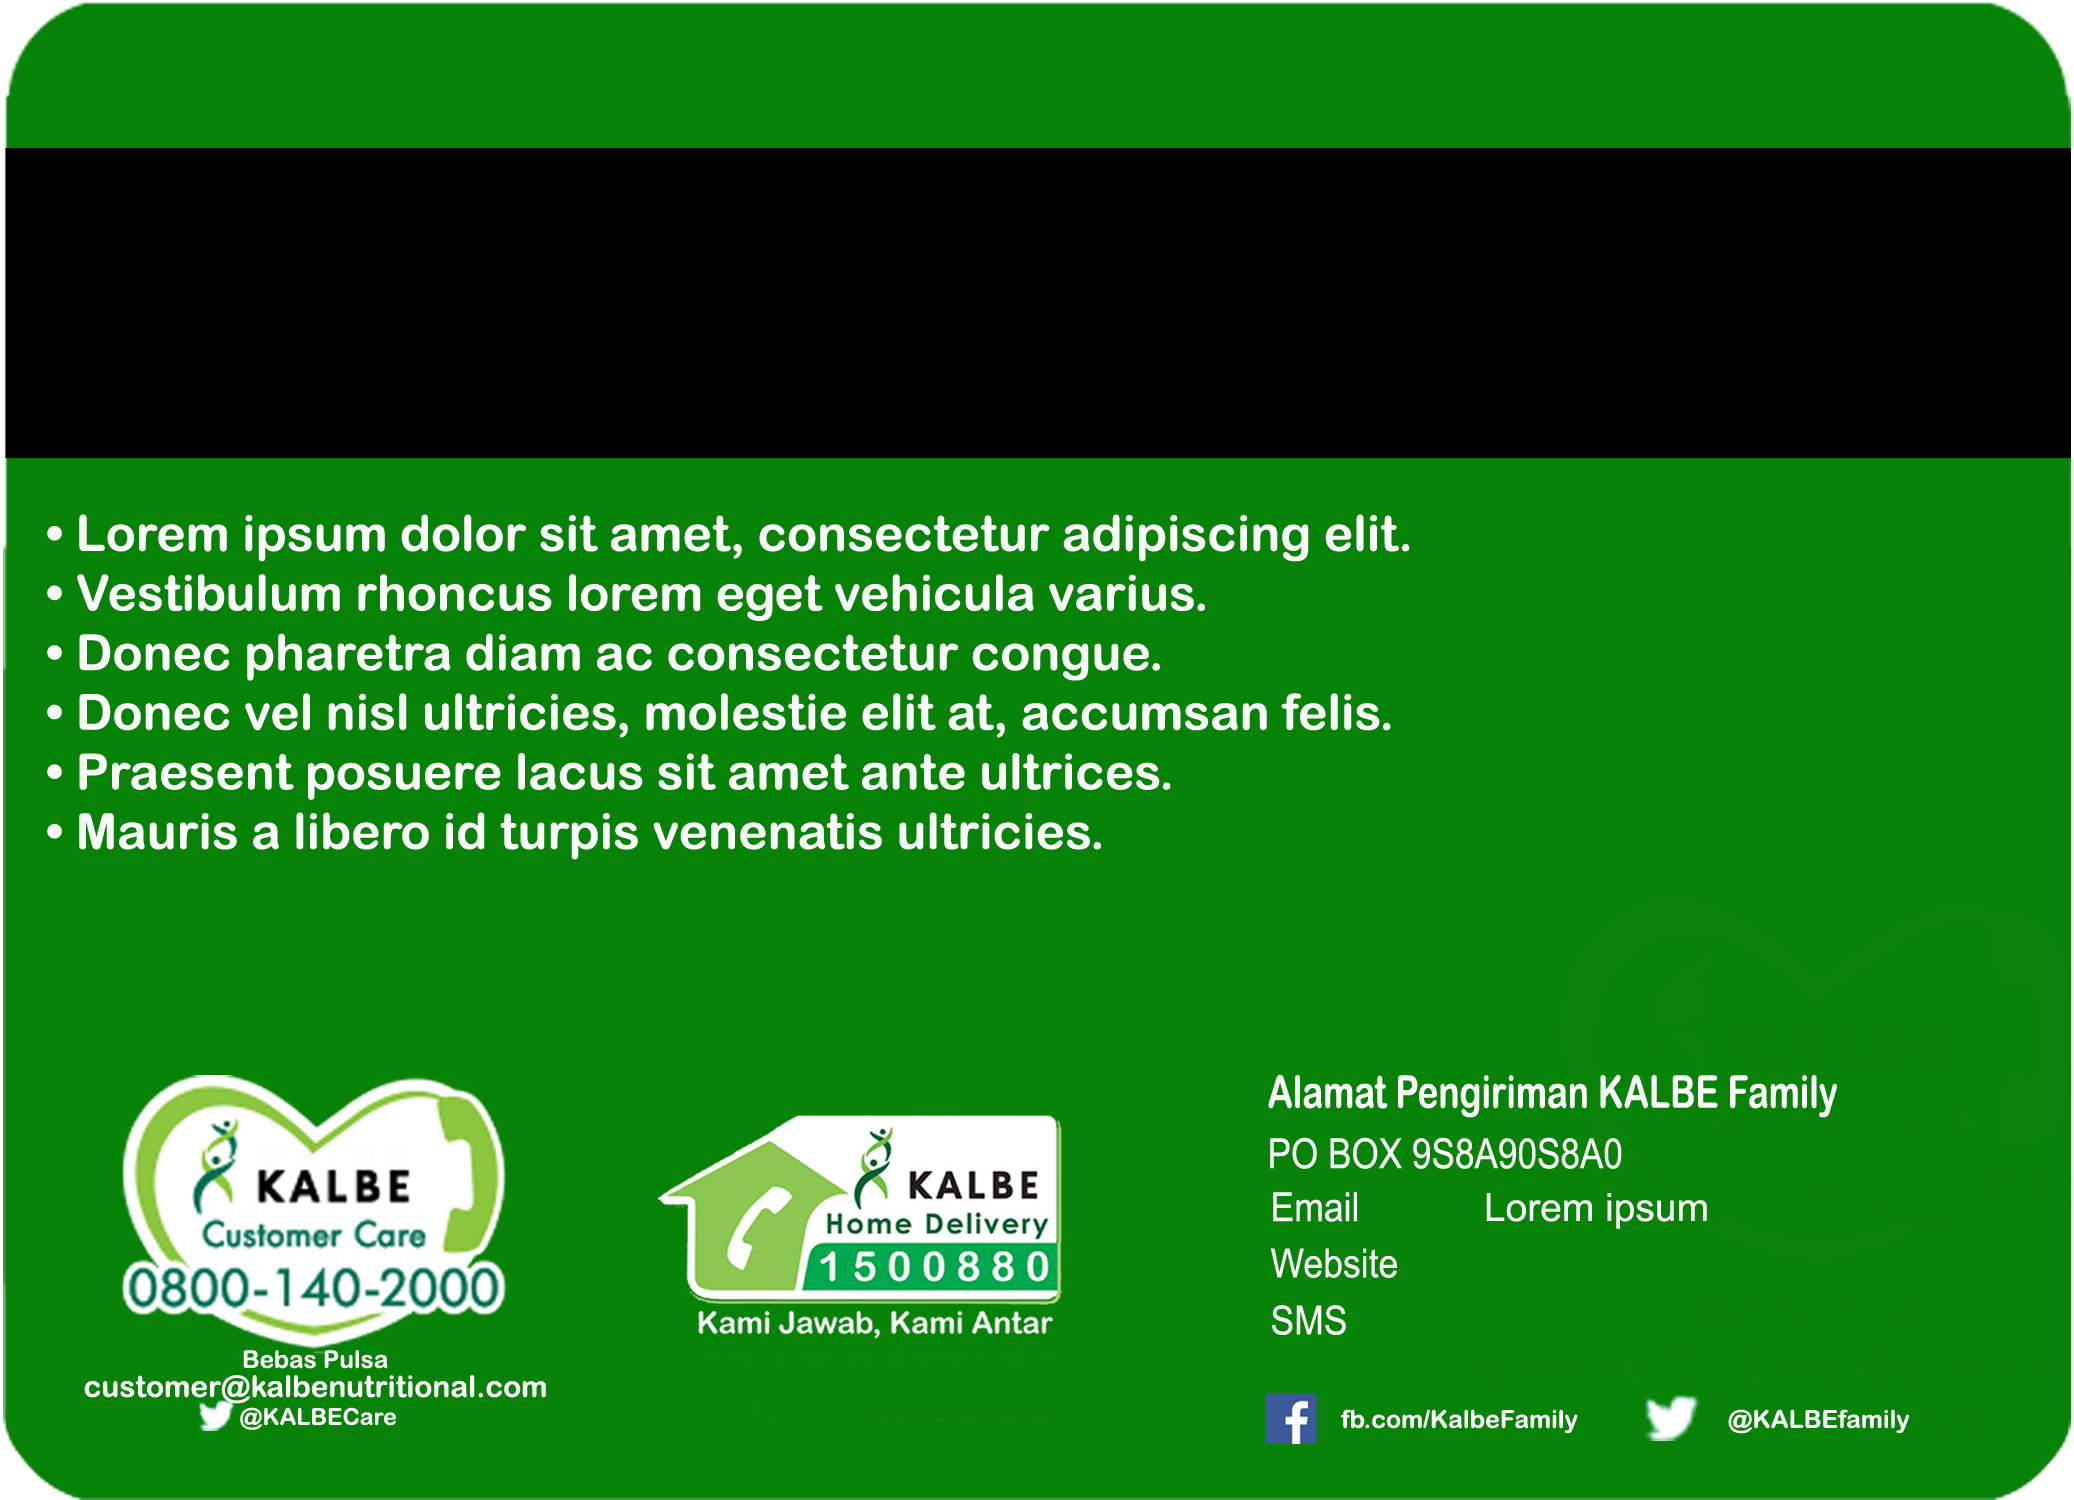 • Lorem ipsum dolor sit amet, consectetur adipiscing elit.
• Vestibulum rhoncus lorem eget vehicula varius.
• Donec pharetra diam ac consectetur congue.
• Donec vel nisl ultricies, molestie elit at, accumsan felis.
• Praesent posuere lacus sit amet ante ultrices.
• Mauris a libero id turpis venenatis ultricies.
KALBE
Customer Care
0800-140-2000
Bebas Pulsa
customer@kalbenutritional.com
@KALBECare
KALBE
Home Delivery
1500880
Kami Jawab, Kami Antar
Alamat Pengiriman KALBE Family
PO BOX 9S8A90S8A0
Email Lorem ipsum
Website
SMS
fb.com/KalbeFamily @KALBEfamily
KALBE